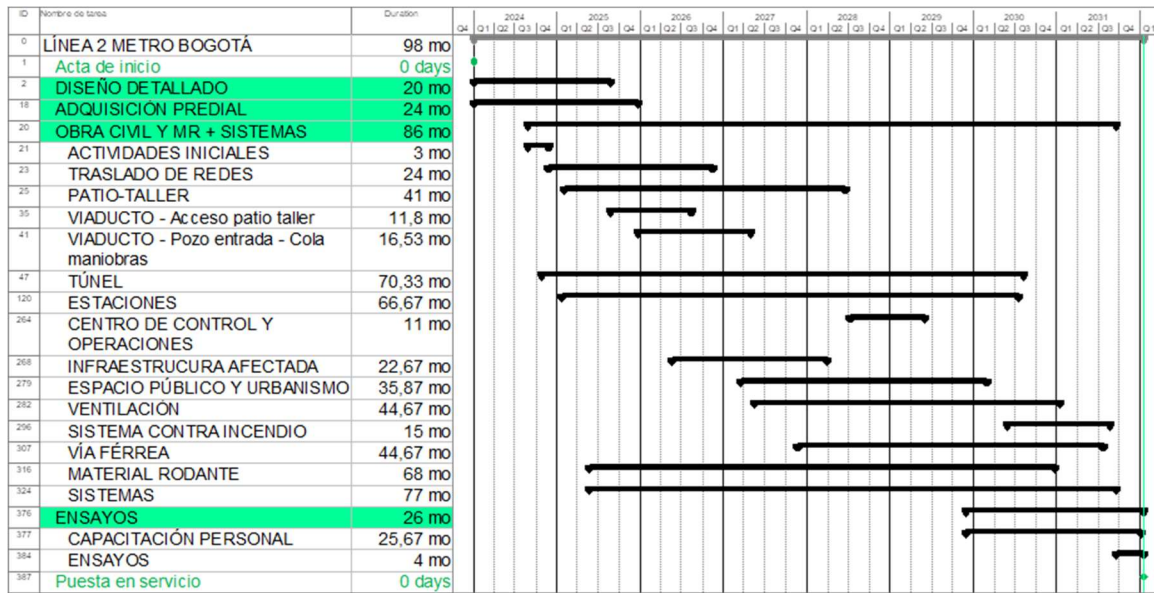 ID Nombre de tarea Duration 2024 2025 2026 2027 2028 2029 2030 2031
Q4 Q1 Q2 Q3 Q4 Q1 Q2 Q3 Q4 Q1 Q2 Q3 Q4 Q1 Q2 Q3 Q4 Q1 Q2 Q3 Q4 Q1 Q2 Q3 Q4 Q1 Q2 Q3 Q4 Q1 Q2 Q3 Q4 Q1
0 LÍNEA 2 METRO BOGOTÁ 98 mo
1 Acta de inicio 0 days
2 DISEÑO DETALLADO 20 mo
18 ADQUISICIÓN PREDIAL 24 mo
20 OBRA CIVIL Y MR + SISTEMAS 86 mo
21 ACTIVIDADES INICIALES 3 mo
23 TRASLADO DE REDES 24 mo
25 PATIO-TALLER 41 mo
35 VIADUCTO - Acceso patio taller 11,8 mo
41 VIADUCTO - Pozo entrada - Cola 16,53 mo
maniobras
47 TÚNEL 70,33 mo
120 ESTACIONES 66,67 mo
264 CENTRO DE CONTROL Y 11 mo
OPERACIONES
268 INFRAESTRUCURA AFECTADA 22,67 mo
279 ESPACIO PÚBLICO Y URBANISMO 35,87 mo
282 VENTILACIÓN 44,67 mo
296 SISTEMA CONTRA INCENDIO 15 mo
307 VÍA FÉRREA 44,67 mo
316 MATERIAL RODANTE 68 mo
324 SISTEMAS 77 mo
376 ENSAYOS 26 mo
377 CAPACITACIÓN PERSONAL 25,67 mo
384 ENSAYOS 4 mo
387 Puesta en servicio 0 days